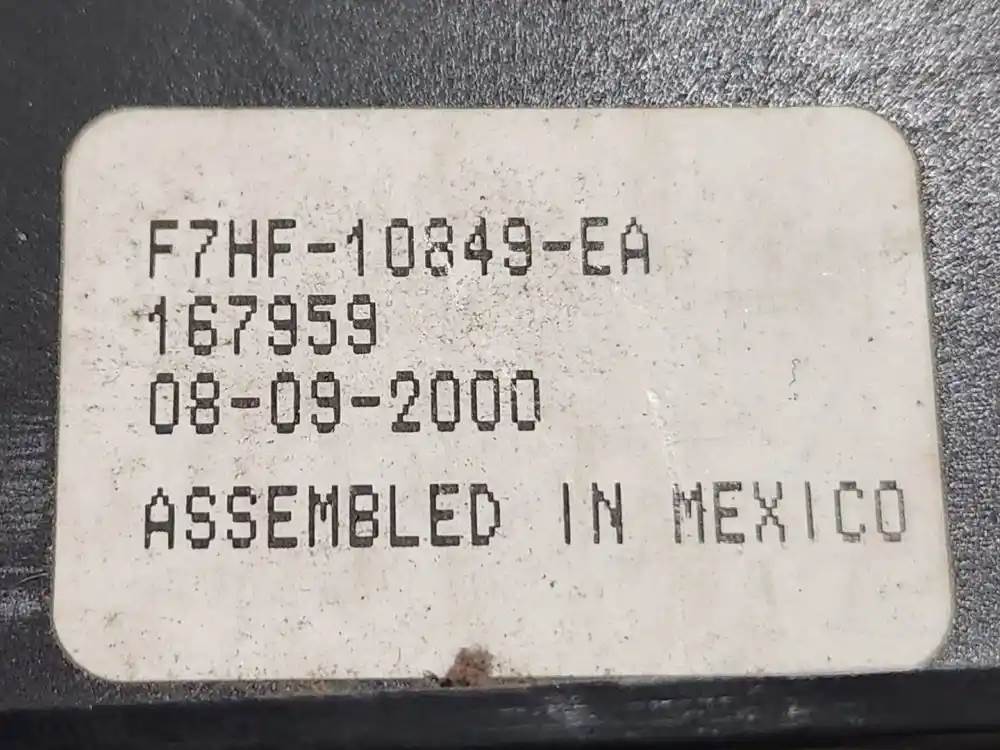 F7HF-10849-EA
167959
08-09-2000
ASSEMBLED IN MEXICO